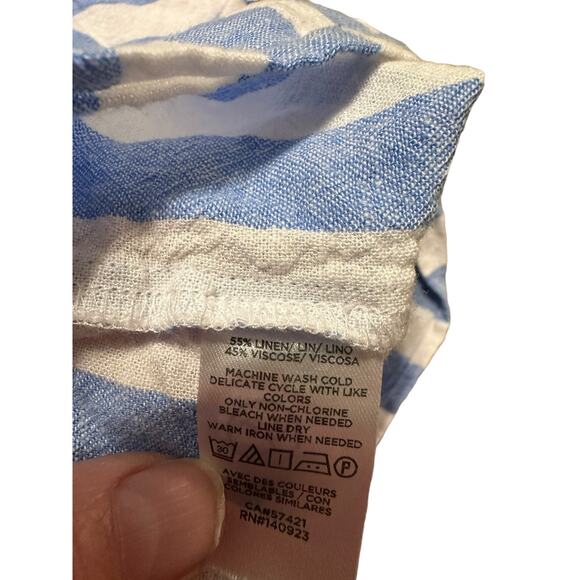 55% LINEN/ LIN/ LINO
45% VISCOSE/ VISCOSA
MACHINE WASH COLD
DELICATE CYCLE WITH LIKE
COLORS
ONLY NON-CHLORINE
BLEACH WHEN NEEDED
LINE DRY
WARM IRON WHEN NEEDED
30 P
AVEC DES COULEURS
SEMBLABLES / CON
COLORES SIMILARES
CA#57421
RN#140923